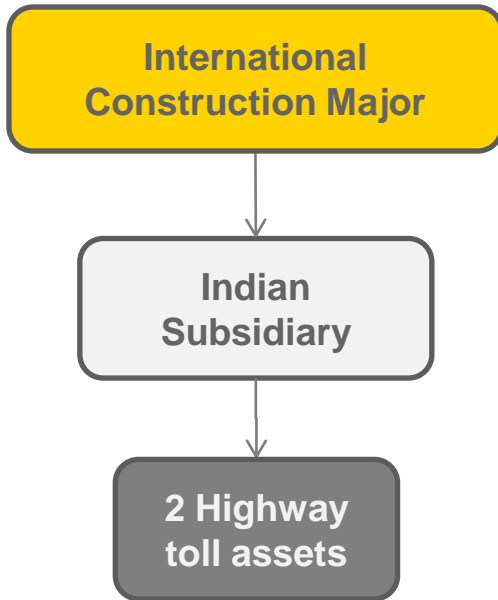 International
Construction Major
Indian
Subsidiary
2 Highway
toll assets